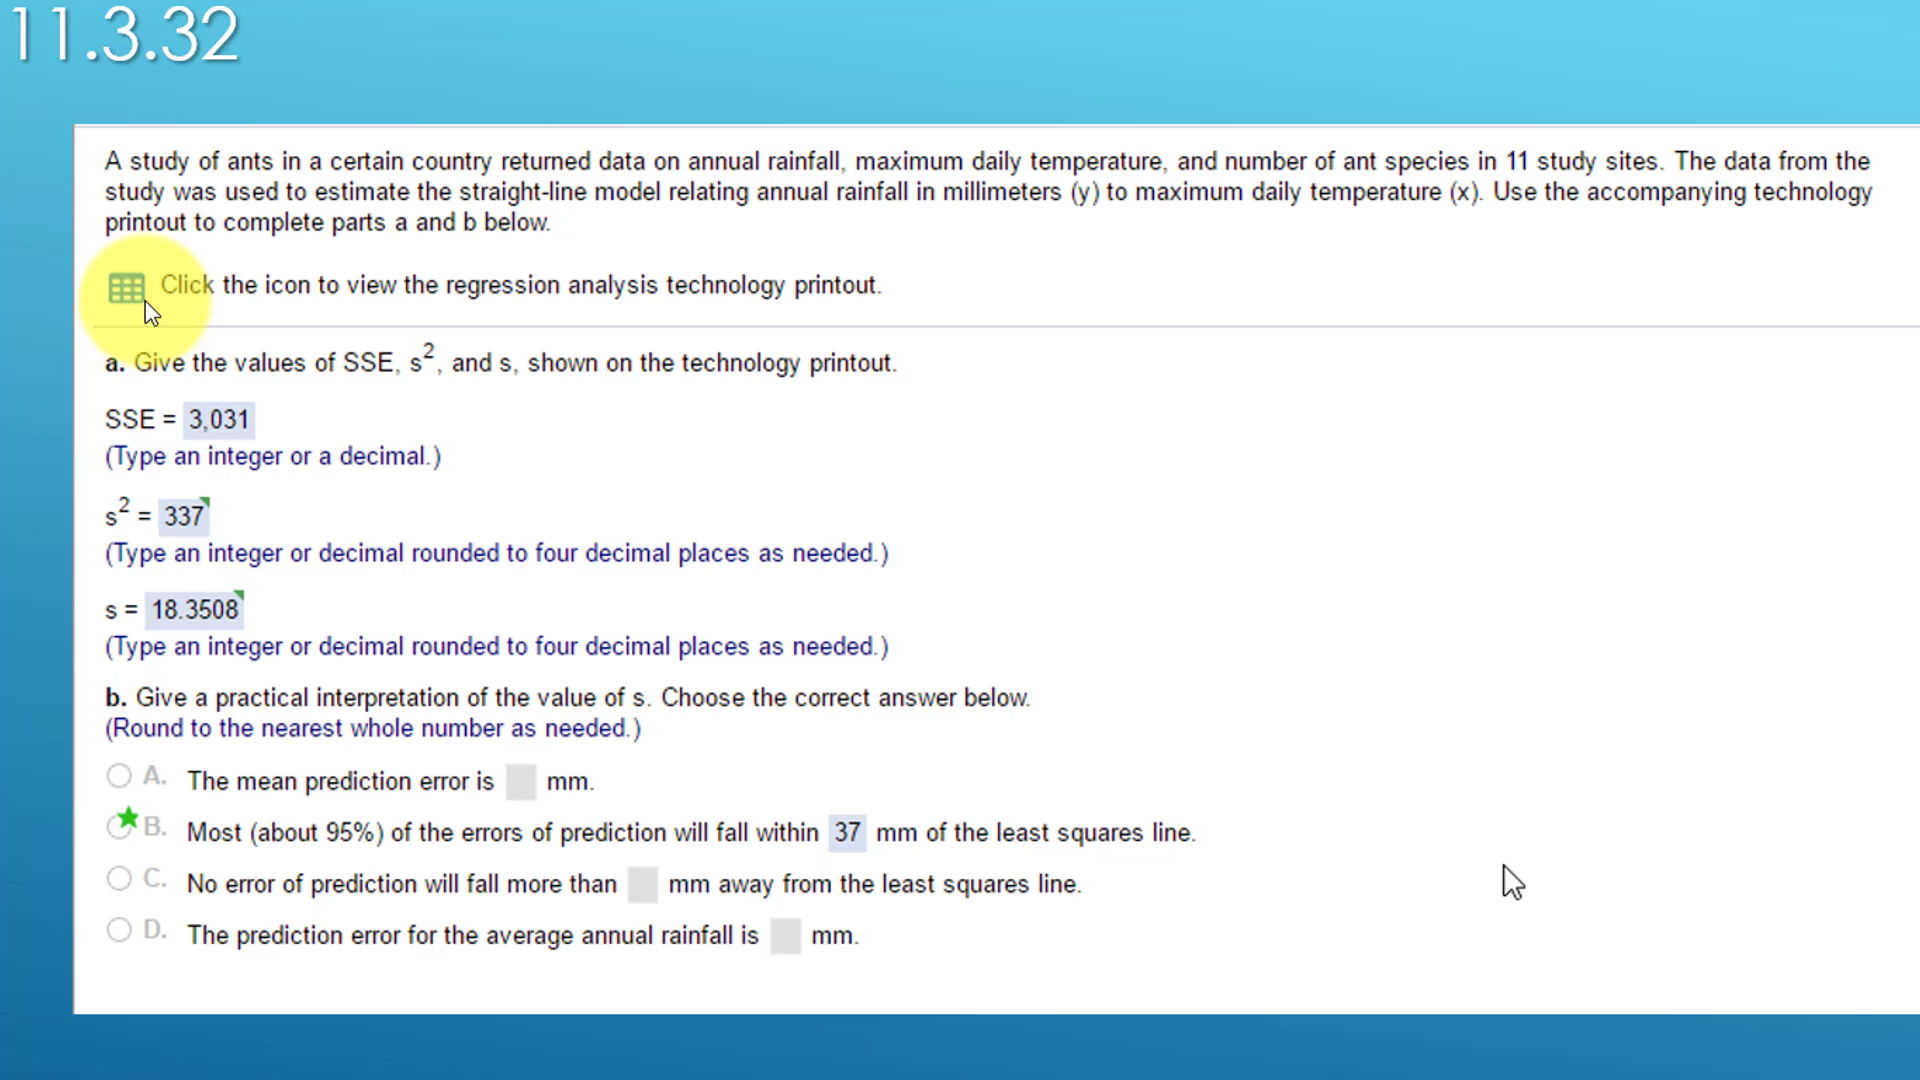 11.3.32
A study of ants in a certain country returned data on annual rainfall, maximum daily temperature, and number of ant species in 11 study sites. The data from the
study was used to estimate the straight-line model relating annual rainfall in millimeters (y) to maximum daily temperature (x). Use the accompanying technology
printout to complete parts a and b below.
Click the icon to view the regression analysis technology printout.
a. Give the values of SSE, s², and s, shown on the technology printout.
SSE = 3,031
(Type an integer or a decimal.)
s² = 337
(Type an integer or decimal rounded to four decimal places as needed.)
s = 18.3508
(Type an integer or decimal rounded to four decimal places as needed.)
b. Give a practical interpretation of the value of s. Choose the correct answer below.
(Round to the nearest whole number as needed.)
A. The mean prediction error is mm.
B. Most (about 95%) of the errors of prediction will fall within 37 mm of the least squares line.
C. No error of prediction will fall more than mm away from the least squares line.
D. The prediction error for the average annual rainfall is mm.